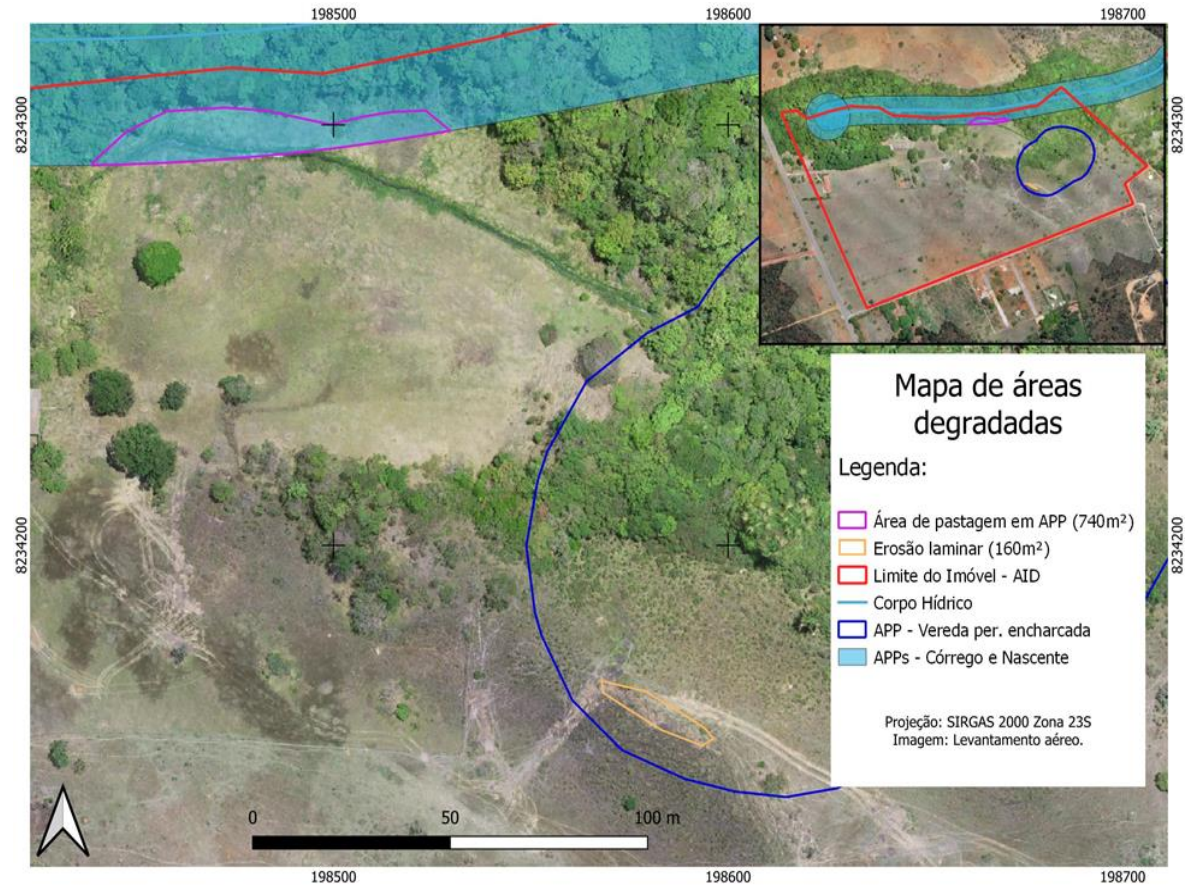 198500
198600
198700
8234300
8234300
Mapa de áreas
degradadas
Legenda:
Área de pastagem em APP (740m²)
Erosão laminar (160m²)
Limite do Imóvel - AID
Corpo Hídrico
APP - Vereda per. encharcada
APPs - Córrego e Nascente
Projeção: SIRGAS 2000 Zona 23S
Imagem: Levantamento aéreo.
8234200
8234200
0
50
100 m
198500
198600
198700